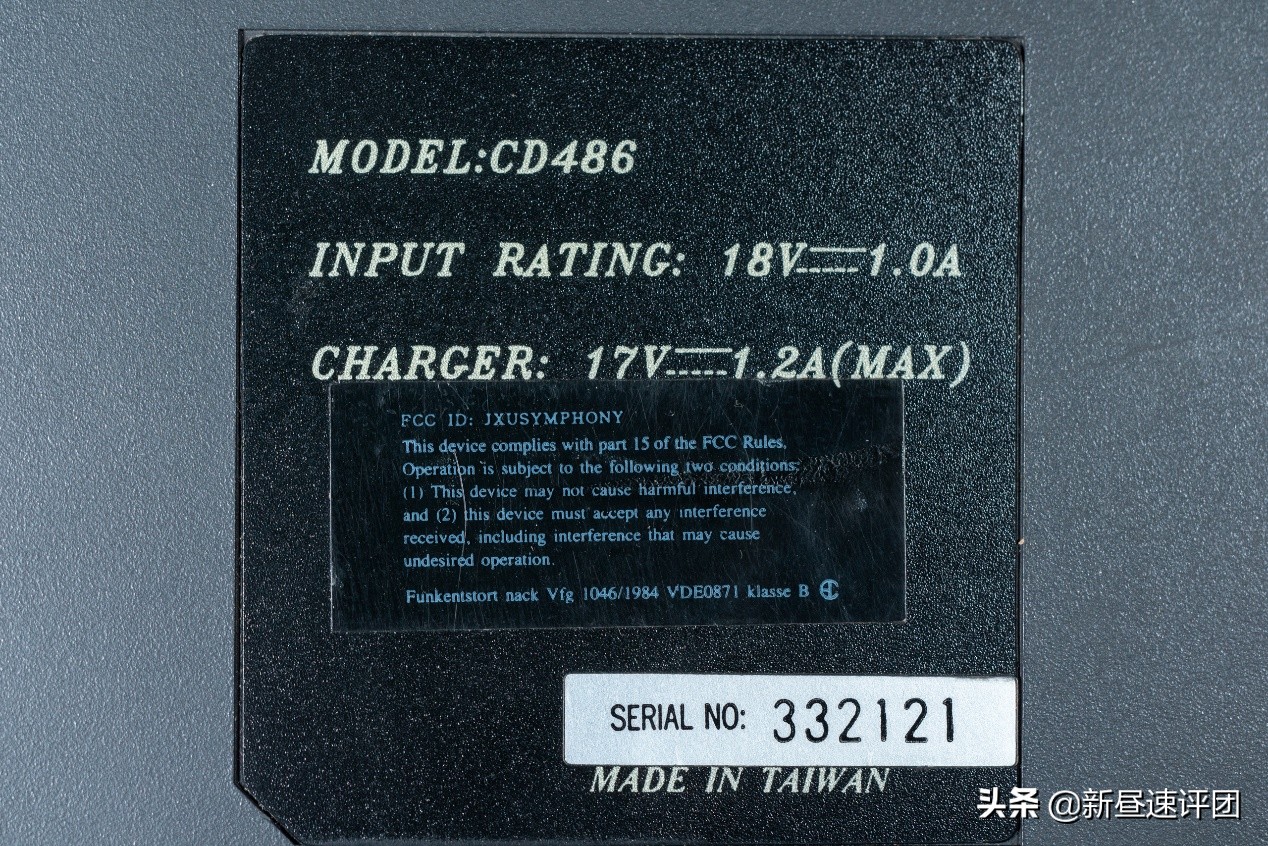 MODEL:CD486
INPUT RATING: 18V⎓1.0A
CHARGER: 17V⎓1.2A(MAX)
FCC ID: JXUSYMPHONY
This device complies with part 15 of the FCC Rules.
Operation is subject to the following two conditions:
(1) This device may not cause harmful interference,
and (2) this device must accept any interference
received, including interference that may cause
undesired operation.
Funkentstort nack Vfg 1046/1984 VDE0871 klasse B
SERIAL NO: 332121
MADE IN TAIWAN
头条 @新昼速评团